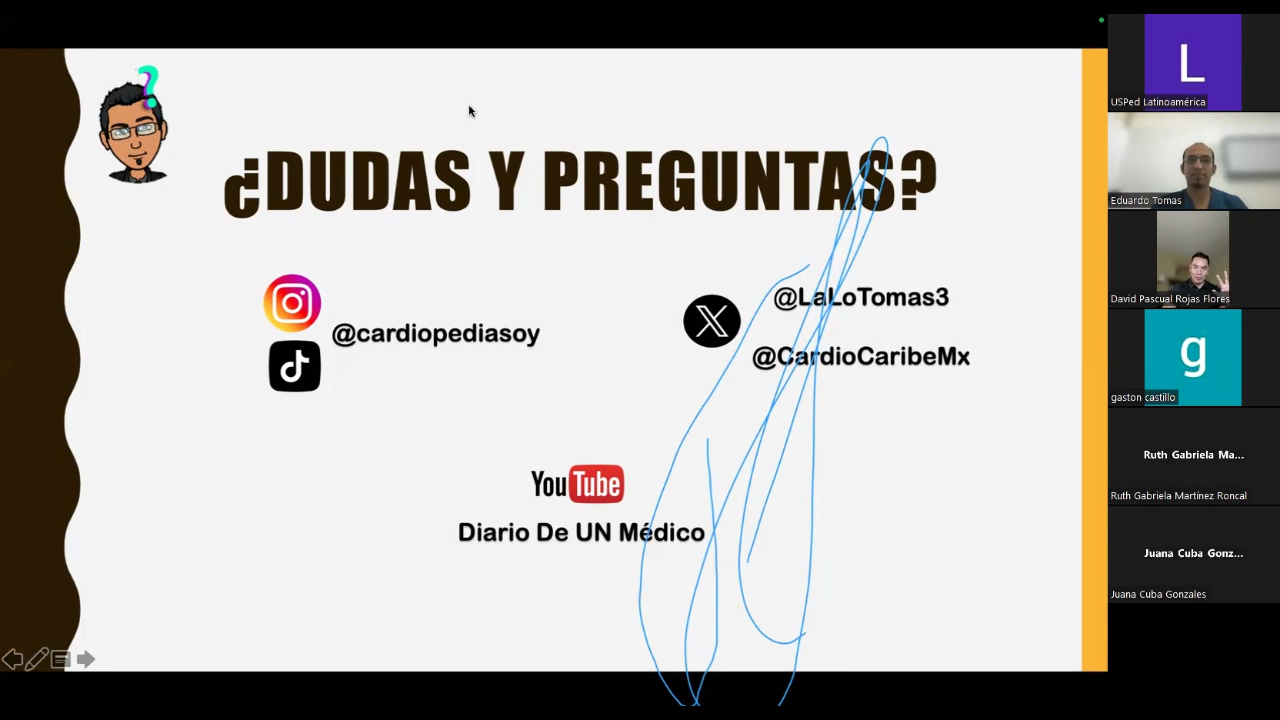 ¿DUDAS Y PREGUNTAS?
@cardiopediasoy
@LaLoTomas3
@CardioCaribeMx
YouTube
Diario De UN Médico
L
USPed Latinoamérica
Eduardo Tomas
David Pascual Rojas Flores
g
gaston castillo
Ruth Gabriela Ma...
Ruth Gabriela Martínez Roncal
Juana Cuba Gonz...
Juana Cuba Gonzales